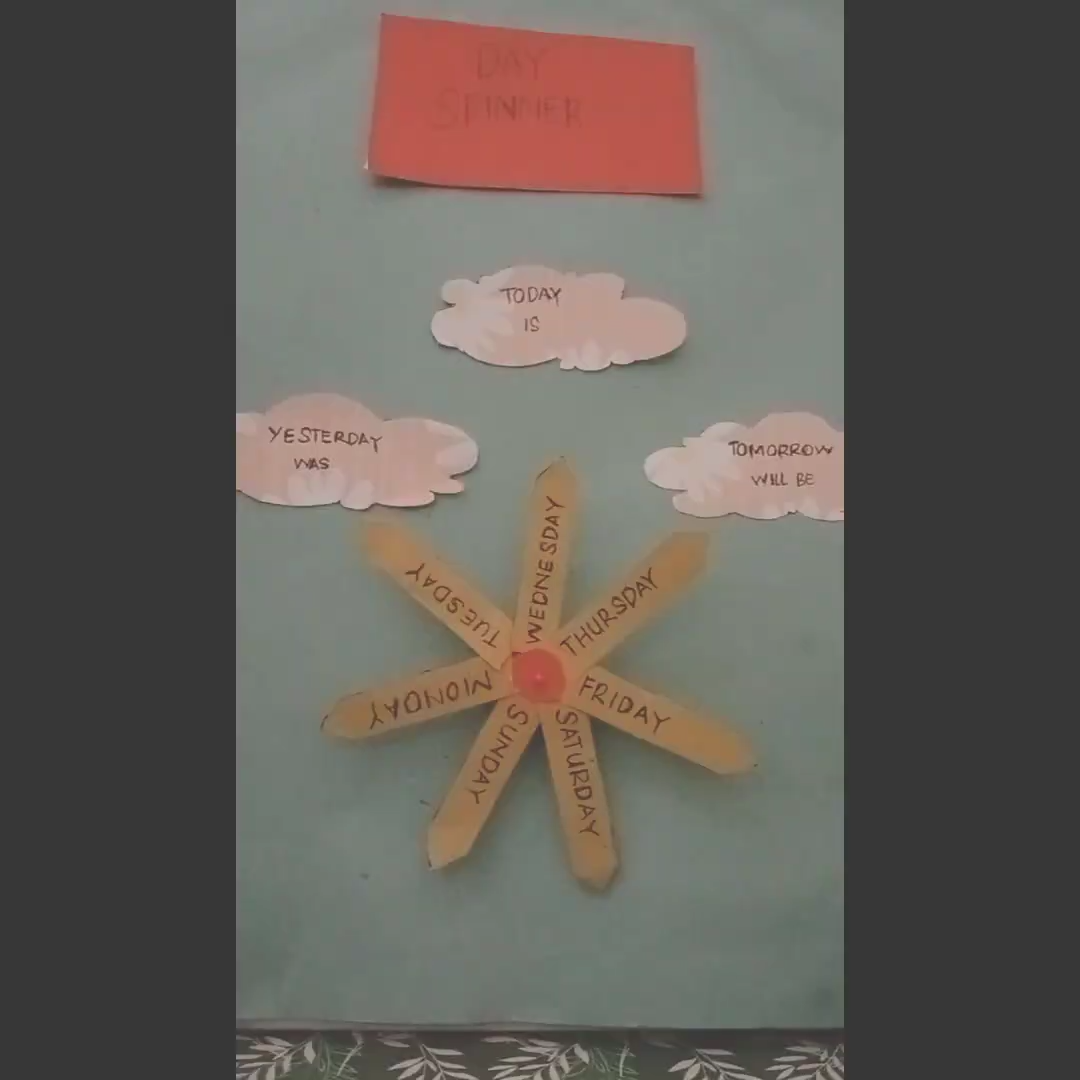 DAY
SPINNER
TODAY
IS
YESTERDAY
WAS
TOMORROW
WILL BE
WEDNESDAY
TUESDAY
THURSDAY
MONDAY
FRIDAY
SUNDAY
SATURDAY